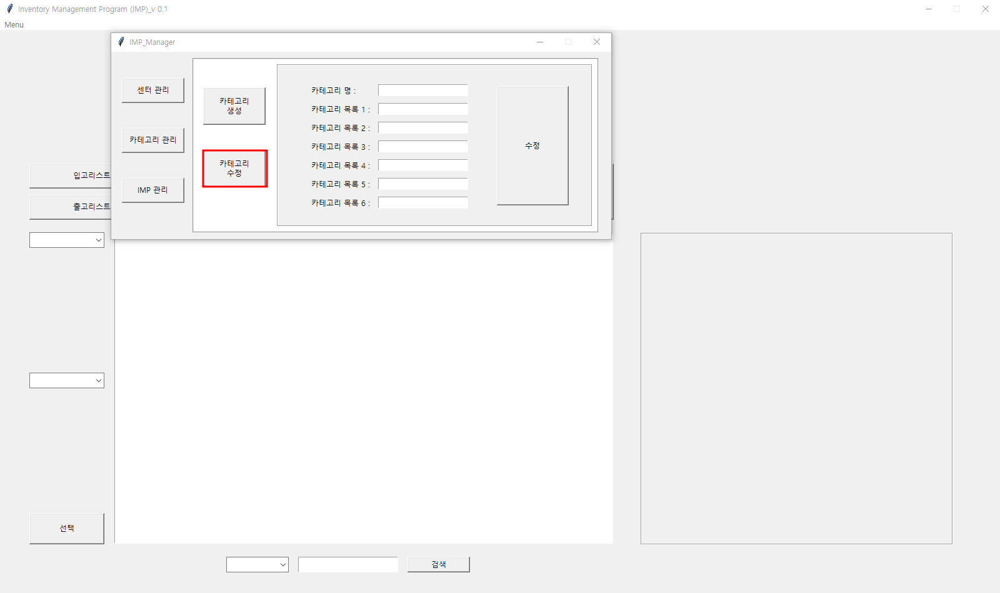 Inventory Management Program (IMP)_v 0.1
Menu
IMP_Manager
센터 관리
카테고리 관리
IMP 관리
카테고리
생성
카테고리
수정
카테고리 명 :
카테고리 목록 1 :
카테고리 목록 2 :
카테고리 목록 3 :
카테고리 목록 4 :
카테고리 목록 5 :
카테고리 목록 6 :
수정
입고리스트
출고리스트
선택
검색